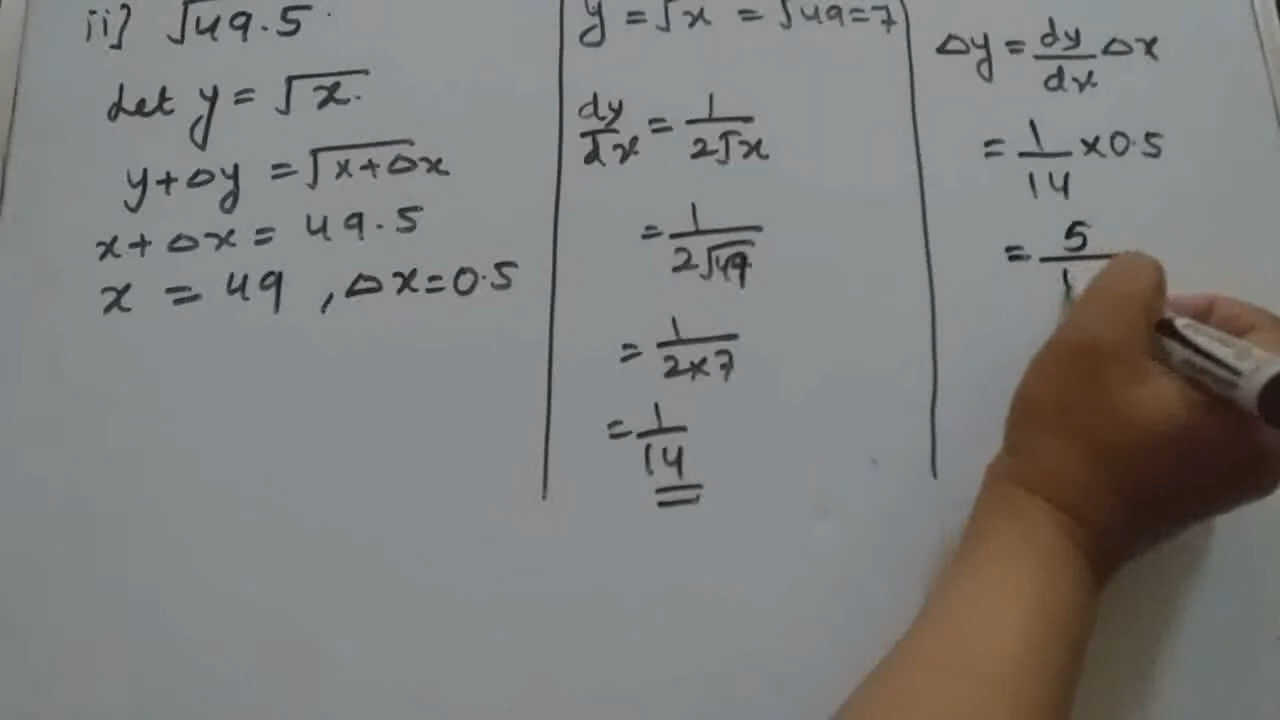 ii] √49.5
Let y = √x.
y+Δy = √x+Δx
x+Δx = 49.5
x = 49 , Δx=0.5
y = √x = √49=7
dy/dx = 1/2√x
= 1/2√49
= 1/2×7
= 1/14
Δy = dy/dx Δx
= 1/14 ×0.5
= 5/1